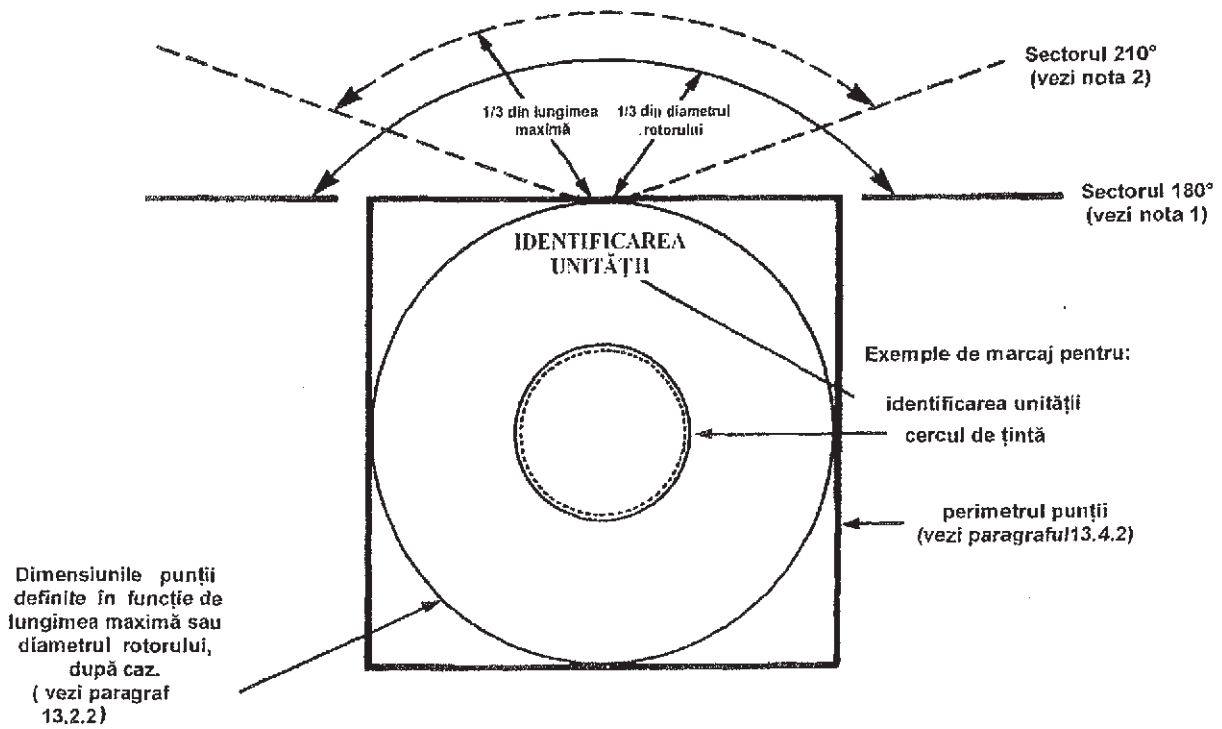 Sectorul 210°
(vezi nota 2)
1/3 din lungimea
maximă
1/3 din diametrul
rotorului
Sectorul 180°
(vezi nota 1)
IDENTIFICAREA
UNITĂȚII
Exemple de marcaj pentru:
identificarea unității
cercul de țintă
perimetrul punții
(vezi paragraful13.4.2)
Dimensiunile punții
definite în funcție de
lungimea maximă sau
diametrul rotorului,
după caz.
( vezi paragraf
13.2.2)